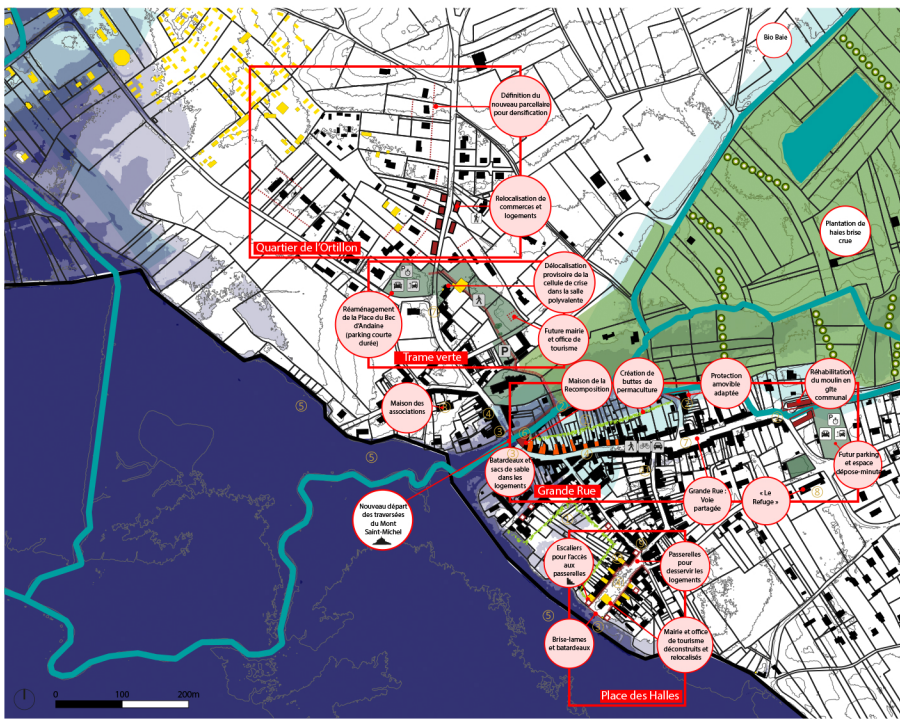 Bio Baie
Définition du
nouveau parcellaire
pour densification
Relocalisation de
commerces et
logements
Plantation de
haies brise
crue
Quartier de l'Ortillon
Délocalisation
provisoire de la
cellule de crise
dans la salle
polyvalente
Réaménagement
de la Place du Bec
d'Andaine
(parking courte
durée)
Future mairie
et office de
tourisme
P
Trame verte
Maison de la
Recomposition
Création de
buttes de
permaculture
Protection
amovible
adaptée
Réhabilitation
du moulin en
gîte
communal
Maison des
associations
⑤
④
③
⑤
Batardeaux et
sacs de sable
dans les
logements
Futur parking
et espace
dépose-minute
Grande Rue
Grande Rue :
Voie
partagée
« Le
Refuge »
⑧
Nouveau départ
des traversées
du Mont
Saint-Michel
Escaliers
pour l'accès
aux
passerelles
Passerelles
pour
desservir les
logements
⑤
Brise-lames
et batardeaux
Mairie et office
de tourisme
déconstruits et
relocalisés
Place des Halles
0 100 200m